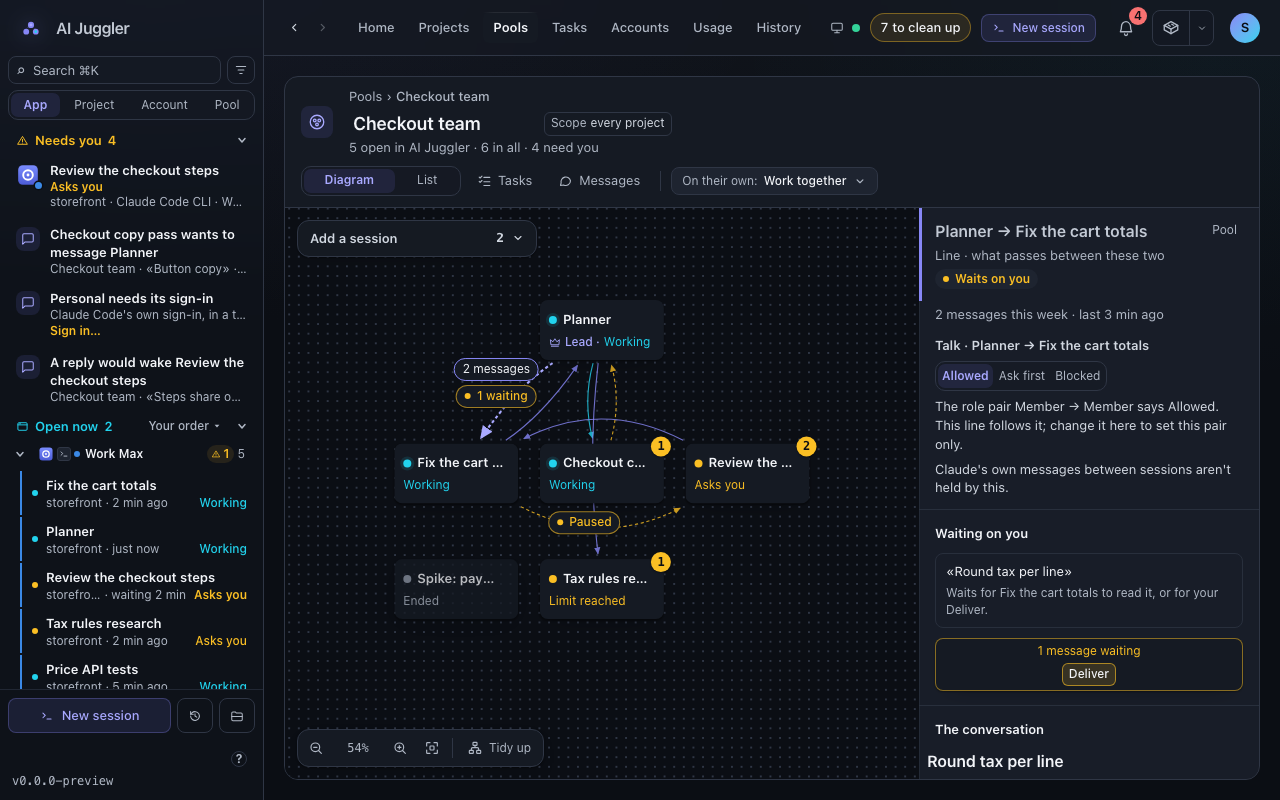 AI Juggler
Search ⌘K
App Project Account Pool
Needs you 4
Review the checkout steps
Asks you
storefront · Claude Code CLI · W…
Checkout copy pass wants to
message Planner
Checkout team · «Button copy» ·…
Personal needs its sign-in
Claude Code's own sign-in, in a t…
Sign in…
A reply would wake Review the
checkout steps
Checkout team · «Steps share o…
Open now 2 Your order
Work Max 1 5
Fix the cart totals
storefront · 2 min ago Working
Planner
storefront · just now Working
Review the checkout steps
storefro… · waiting 2 min Asks you
Tax rules research
storefront · 2 min ago Asks you
Price API tests
storefront · 5 min ago Working
New session
?
v0.0.0-preview
Home Projects Pools Tasks Accounts Usage History
7 to clean up
New session
4
S
Pools › Checkout team
Checkout team
Scope every project
5 open in AI Juggler · 6 in all · 4 need you
Diagram List Tasks Messages
On their own: Work together
Add a session 2
Planner
Lead · Working
2 messages
1 waiting
Fix the cart …
Working
1
Checkout c…
Working
2
Review the …
Asks you
Paused
Spike: pay…
Ended
1
Tax rules re…
Limit reached
54%
Tidy up
Planner → Fix the cart totals
Pool
Line · what passes between these two
Waits on you
2 messages this week · last 3 min ago
Talk · Planner → Fix the cart totals
Allowed Ask first Blocked
The role pair Member → Member says Allowed.
This line follows it; change it here to set this pair
only.
Claude's own messages between sessions aren't
held by this.
Waiting on you
«Round tax per line»
Waits for Fix the cart totals to read it, or for your
Deliver.
1 message waiting
Deliver
The conversation
Round tax per line